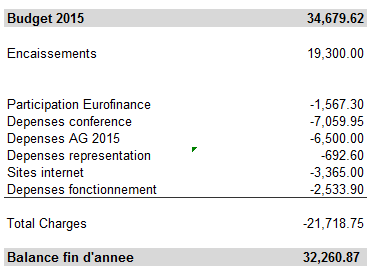 Budget 2015 34,679.62
Encaissements 19,300.00
Participation Eurofinance -1,567.30
Depenses conference -7,059.95
Depenses AG 2015 -6,500.00
Depenses representation -692.60
Sites internet -3,365.00
Depenses fonctionnement -2,533.90
Total Charges -21,718.75
Balance fin d'annee 32,260.87